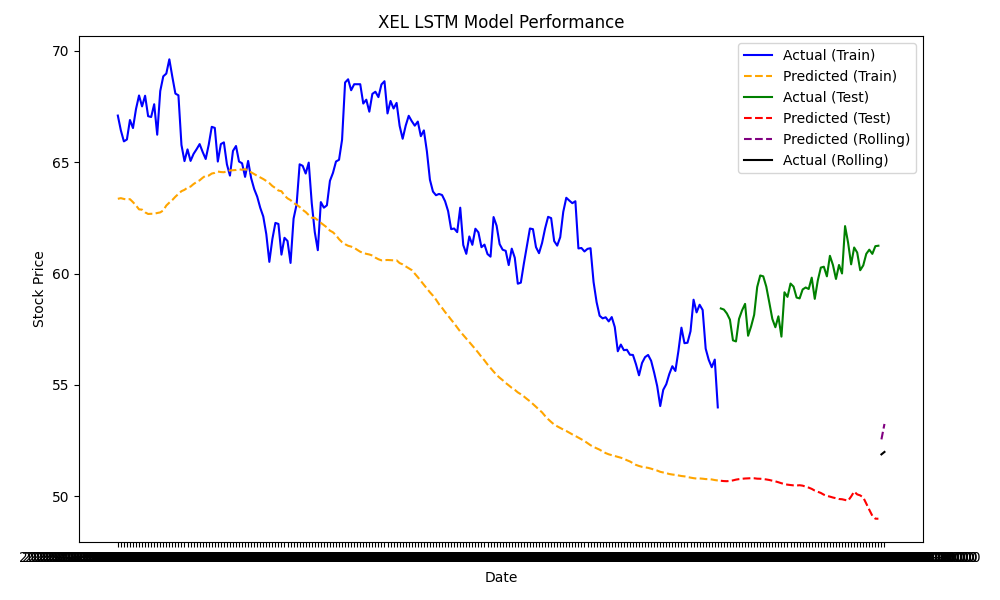 XEL LSTM Model Performance
Stock Price
70
65
60
55
50
Actual (Train)
Predicted (Train)
Actual (Test)
Predicted (Test)
Predicted (Rolling)
Actual (Rolling)
Date